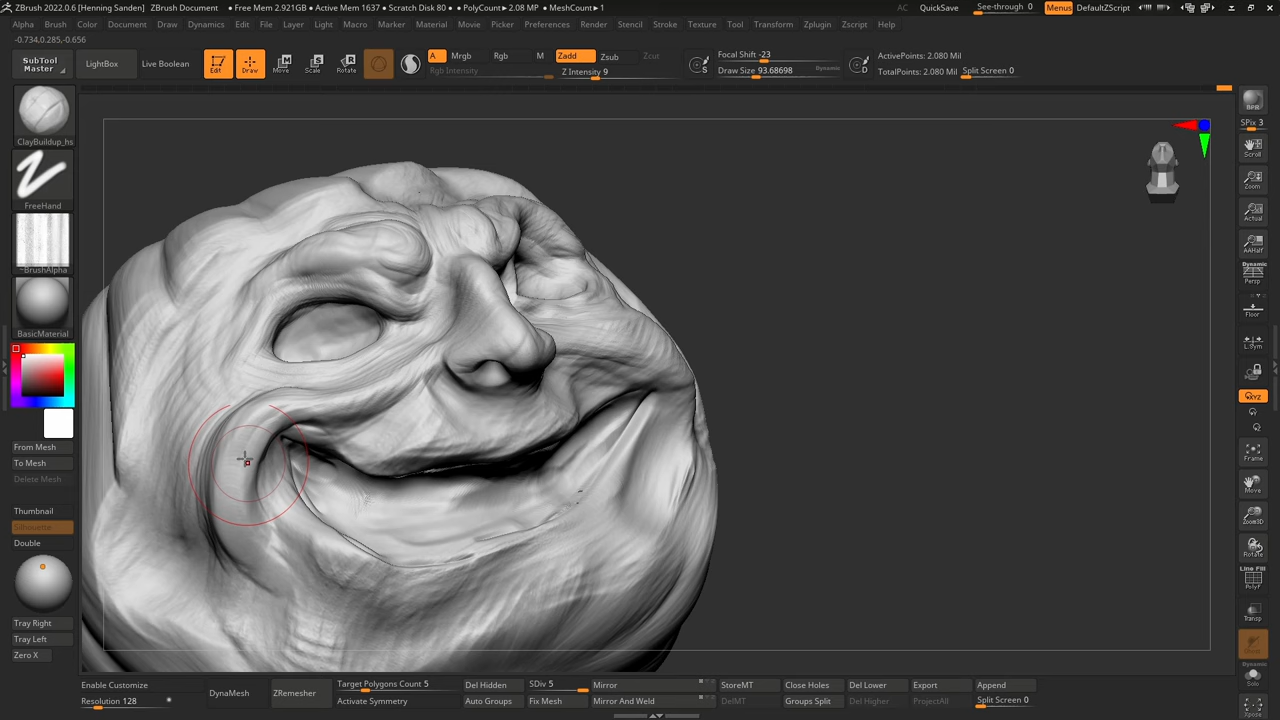 ZBrush 2022.0.6 [Henning Sanden] ZBrush Document • Free Mem 2.921GB • Active Mem 1637 • Scratch Disk 80 • PolyCount▸2.08 MP • MeshCount▸1 AC QuickSave See-through 0 Menus DefaultZScript
Alpha Brush Color Document Draw Dynamics Edit File Layer Light Macro Marker Material Movie Picker Preferences Render Stencil Stroke Texture Tool Transform Zplugin Zscript Help
-0.734,0.285,-0.656
SubTool Master LightBox Live Boolean Edit Draw Move Scale Rotate A Mrgb Rgb M Zadd Zsub Zcut
Rgb Intensity Z Intensity 9
Focal Shift -23
Draw Size 93.68698 Dynamic
ActivePoints: 2.080 Mil
TotalPoints: 2.080 Mil Split Screen 0
ClayBuildup_hs
FreeHand
~BrushAlpha
BasicMaterial
From Mesh
To Mesh
Delete Mesh
Thumbnail
Silhouette
Double
Tray Right
Tray Left
Zero X
BPR
SPix 3
Scroll
Zoom
Actual
AAHalf
Dynamic
Persp
Floor
L.Sym
XYZ
Frame
Move
Zoom3D
Rotate
Line Fill
PolyF
Transp
Dynamic
Solo
Xpose
Enable Customize DynaMesh ZRemesher Target Polygons Count 5 Del Hidden SDiv 5 Mirror StoreMT Close Holes Del Lower Export Append
Resolution 128 Activate Symmetry Auto Groups Fix Mesh Mirror And Weld DelMT Groups Split Del Higher ProjectAll Split Screen 0